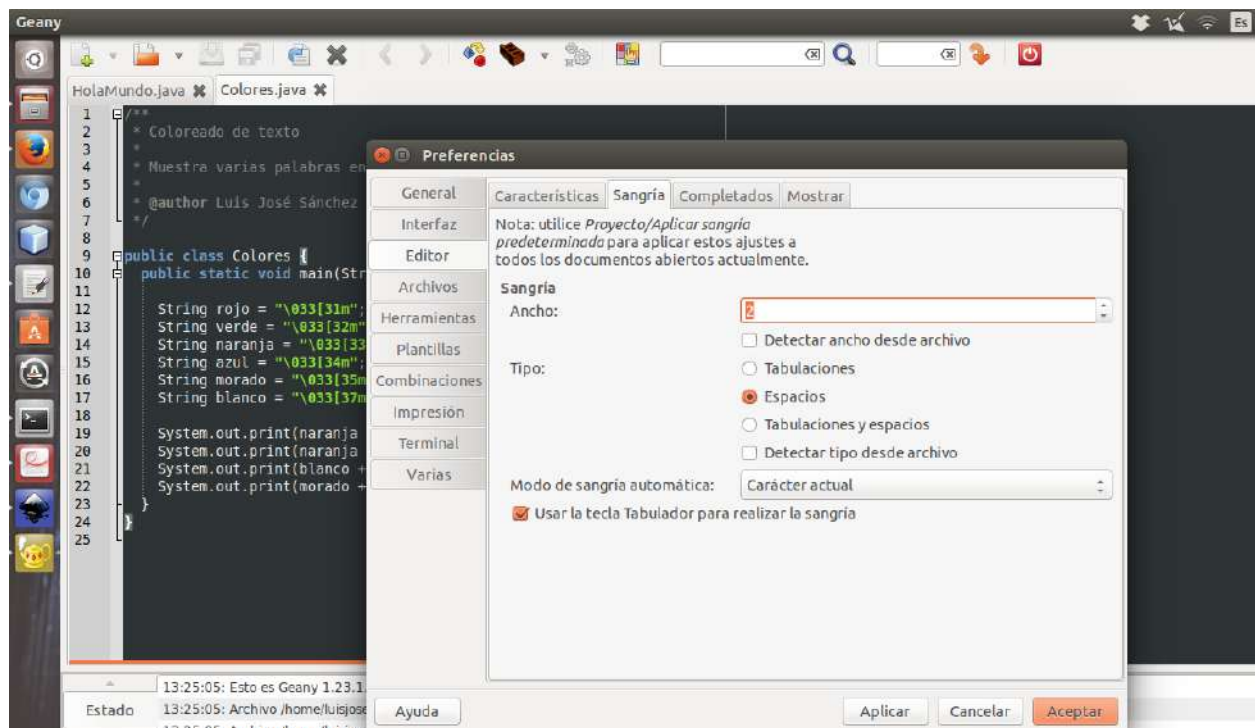 Geany
Es
HolaMundo.java
Colores.java
1 /**
2 * Coloreado de texto
3 *
4 * Muestra varias palabras en
5 *
6 * @author Luis José Sánchez
7 */
8
9 public class Colores {
10 public static void main(Str
11
12 String rojo = "\033[31m";
13 String verde = "\033[32m"
14 String naranja = "\033[33
15 String azul = "\033[34m";
16 String morado = "\033[35m
17 String blanco = "\033[37m
18
19 System.out.print(naranja
20 System.out.print(naranja
21 System.out.print(blanco +
22 System.out.print(morado +
23 }
24 }
25
Preferencias
General
Interfaz
Editor
Archivos
Herramientas
Plantillas
Combinaciones
Impresión
Terminal
Varias
Características Sangría Completados Mostrar
Nota: utilice Proyecto/Aplicar sangría
predeterminada para aplicar estos ajustes a
todos los documentos abiertos actualmente.
Sangría
Ancho: 2
Detectar ancho desde archivo
Tipo:
Tabulaciones
Espacios
Tabulaciones y espacios
Detectar tipo desde archivo
Modo de sangría automática: Carácter actual
Usar la tecla Tabulador para realizar la sangría
Ayuda Aplicar Cancelar Aceptar
Estado
13:25:05: Esto es Geany 1.23.1.
13:25:05: Archivo /home/luisjose